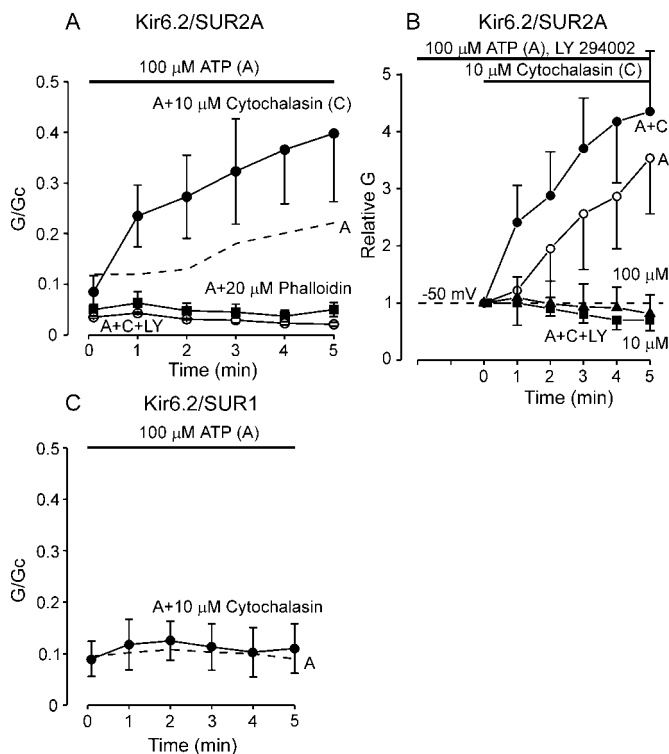 A
Kir6.2/SUR2A
100 µM ATP (A)
A+10 µM Cytochalasin (C)
A
A+20 µM Phalloidin
A+C+LY
G/Gc
0.5
0.4
0.3
0.2
0.1
0
0 1 2 3 4 5
Time (min)
B
Kir6.2/SUR2A
100 µM ATP (A), LY 294002
10 µM Cytochalasin (C)
A+C
A
100 µM
-50 mV
A+C+LY
10 µM
Relative G
5
4
3
2
1
0
0 1 2 3 4 5
Time (min)
C
Kir6.2/SUR1
100 µM ATP (A)
A+10 µM Cytochalasin
A
G/Gc
0.5
0.4
0.3
0.2
0.1
0
0 1 2 3 4 5
Time (min)